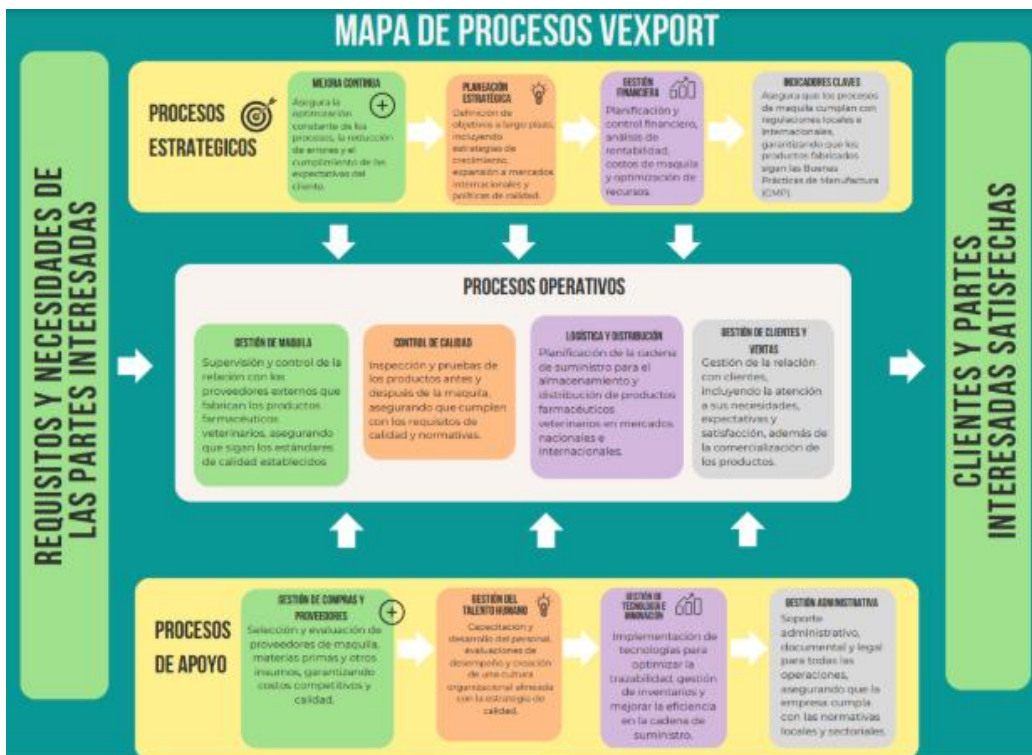 MAPA DE PROCESOS VEXPORT
REQUISITOS Y NECESIDADES DE
LAS PARTES INTERESADAS
PROCESOS
ESTRATEGICOS
MEJORA CONTINUA
Asegura la
optimización
constante de los
procesos, la reducción
de errores y el
cumplimiento de las
expectativas del
cliente.
PLANEACIÓN
ESTRATÉGICA
Definición de
objetivos a largo plazo,
incluyendo
estrategias de
crecimiento,
expansión a mercados
internacionales y
políticas de calidad.
GESTIÓN
FINANCIERA
Planificación y
control financiero,
análisis de
rentabilidad,
costos de maquila
y optimización de
recursos.
INDICADORES CLAVES
Asegura que los procesos
de maquila cumplan con
regulaciones locales e
internacionales,
garantizando que los
productos fabricados
sigan las Buenas
Prácticas de Manufactura
(GMP).
PROCESOS OPERATIVOS
GESTIÓN DE MAQUILA
Supervisión y control de la
relación con los
proveedores externos que
fabrican los productos
farmacéuticos
veterinarios, asegurando
que sigan los estándares
de calidad establecidos
CONTROL DE CALIDAD
Inspección y pruebas de
los productos antes y
después de la maquila,
asegurando que cumplen
con los requisitos de
calidad y normativas.
LOGÍSTICA Y DISTRIBUCIÓN
Planificación de la cadena
de suministro para el
almacenamiento y
distribución de productos
farmacéuticos
veterinarios en mercados
nacionales e
internacionales.
GESTIÓN DE CLIENTES Y
VENTAS
Gestión de la relación
con clientes,
incluyendo la atención
a sus necesidades,
expectativas y
satisfacción, además de
la comercialización de
los productos.
PROCESOS
DE APOYO
GESTIÓN DE COMPRAS Y
PROVEEDORES
Selección y evaluación de
proveedores de maquila,
materias primas y otros
insumos, garantizando
costos competitivos y
calidad.
GESTIÓN DEL
TALENTO HUMANO
Capacitación y
desarrollo del personal,
evaluaciones de
desempeño y creación
de una cultura
organizacional alineada
con la estrategia de
calidad.
GESTIÓN DE
TECNOLOGÍA E
INNOVACIÓN
Implementación de
tecnologías para
optimizar la
trazabilidad, gestión
de inventarios y
mejorar la eficiencia
en la cadena de
suministro.
GESTIÓN ADMINISTRATIVA
Soporte
administrativo,
documental y legal
para todas las
operaciones,
asegurando que la
empresa cumpla
con las normativas
locales y sectoriales.
CLIENTES Y PARTES
INTERESADAS SATISFECHAS